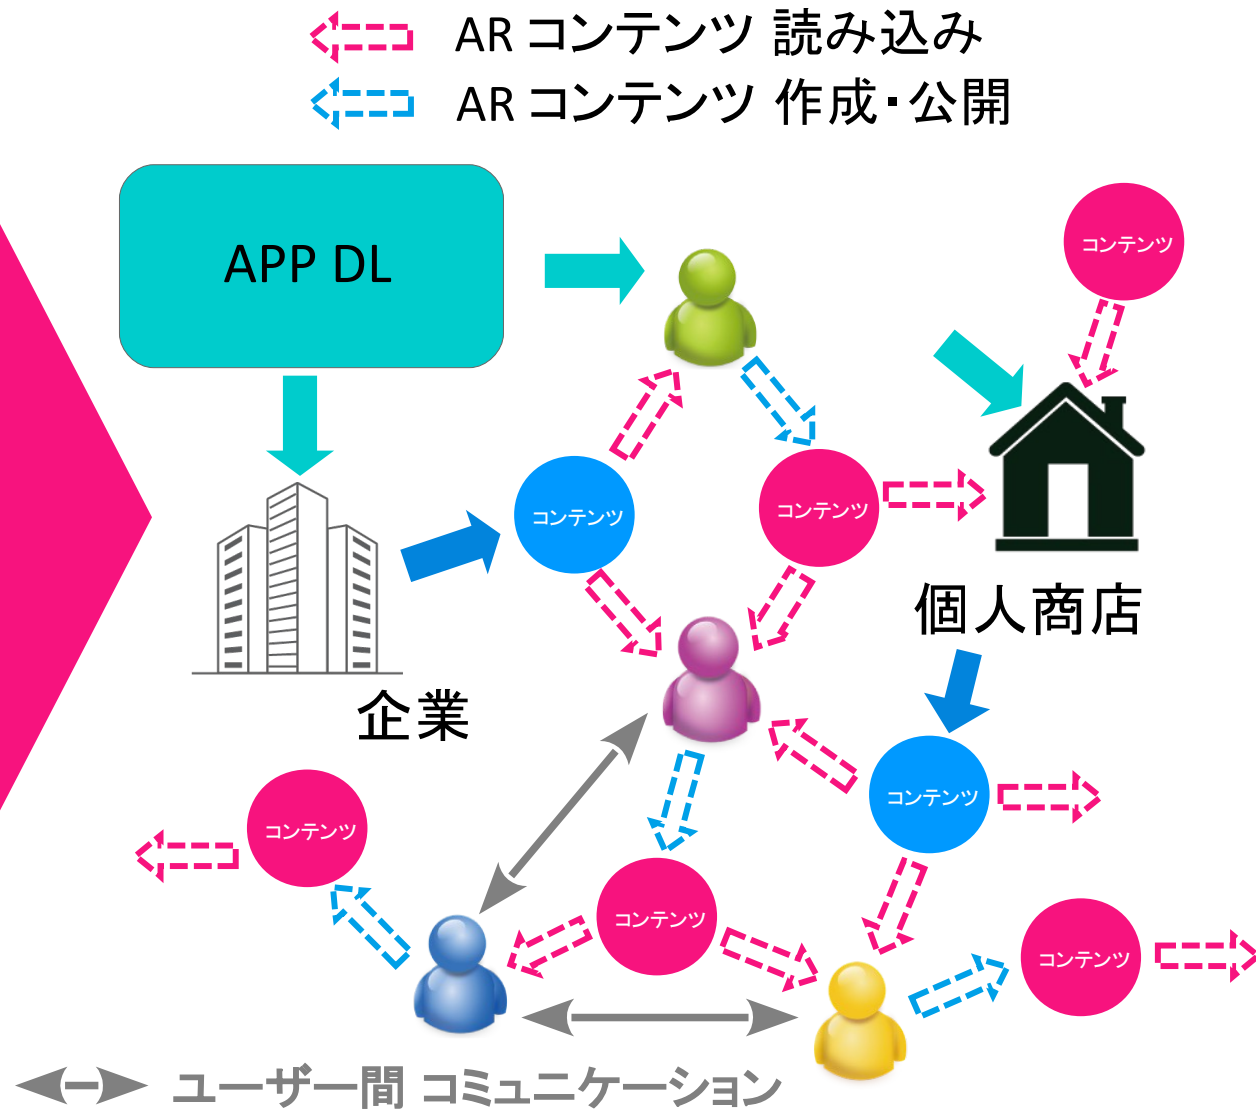 AR コンテンツ 読み込み
AR コンテンツ 作成・公開
APP DL
コンテンツ
コンテンツ
コンテンツ
個人商店
企業
コンテンツ
コンテンツ
コンテンツ
コンテンツ
ユーザー間 コミュニケーション